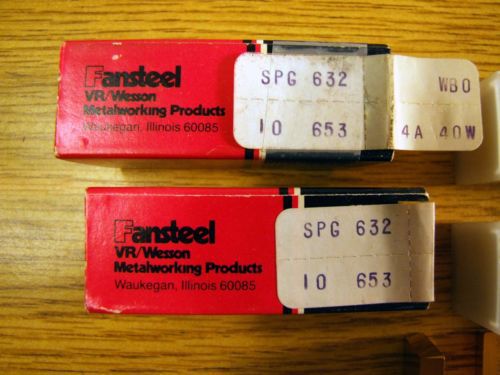 Fansteel
VR/Wesson
Metalworking Products
Waukegan, Illinois 60085
SPG 632
10 653
WBO
4A 40W
Fansteel
VR/Wesson
Metalworking Products
Waukegan, Illinois 60085
SPG 632
10 653